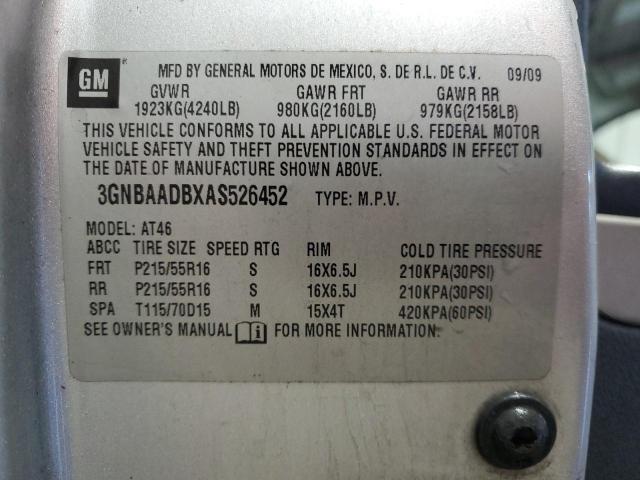 GM MFD BY GENERAL MOTORS DE MEXICO, S. DE R.L. DE C.V. 09/09
GVWR GAWR FRT GAWR RR
1923KG(4240LB) 980KG(2160LB) 979KG(2158LB)
THIS VEHICLE CONFORMS TO ALL APPLICABLE U.S. FEDERAL MOTOR
VEHICLE SAFETY AND THEFT PREVENTION STANDARDS IN EFFECT ON
THE DATE OF MANUFACTURE SHOWN ABOVE.
3GNBAADBXAS526452 TYPE: M.P.V.
MODEL: AT46
ABCC TIRE SIZE SPEED RTG RIM COLD TIRE PRESSURE
FRT P215/55R16 S 16X6.5J 210KPA(30PSI)
RR P215/55R16 S 16X6.5J 210KPA(30PSI)
SPA T115/70D15 M 15X4T 420KPA(60PSI)
SEE OWNER'S MANUAL FOR MORE INFORMATION.